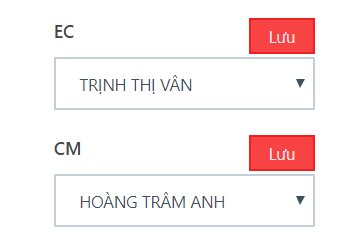 EC
Lưu
TRỊNH THỊ VÂN
CM
Lưu
HOÀNG TRÂM ANH